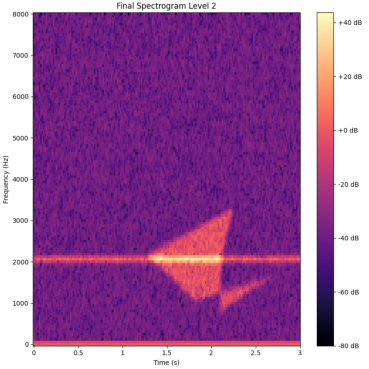 Final Spectrogram Level 2
Frequency (Hz)
8000
7000
6000
5000
4000
3000
2000
1000
0
0 0.5 1 1.5 2 2.5 3
Time (s)
+40 dB
+20 dB
+0 dB
-20 dB
-40 dB
-60 dB
-80 dB